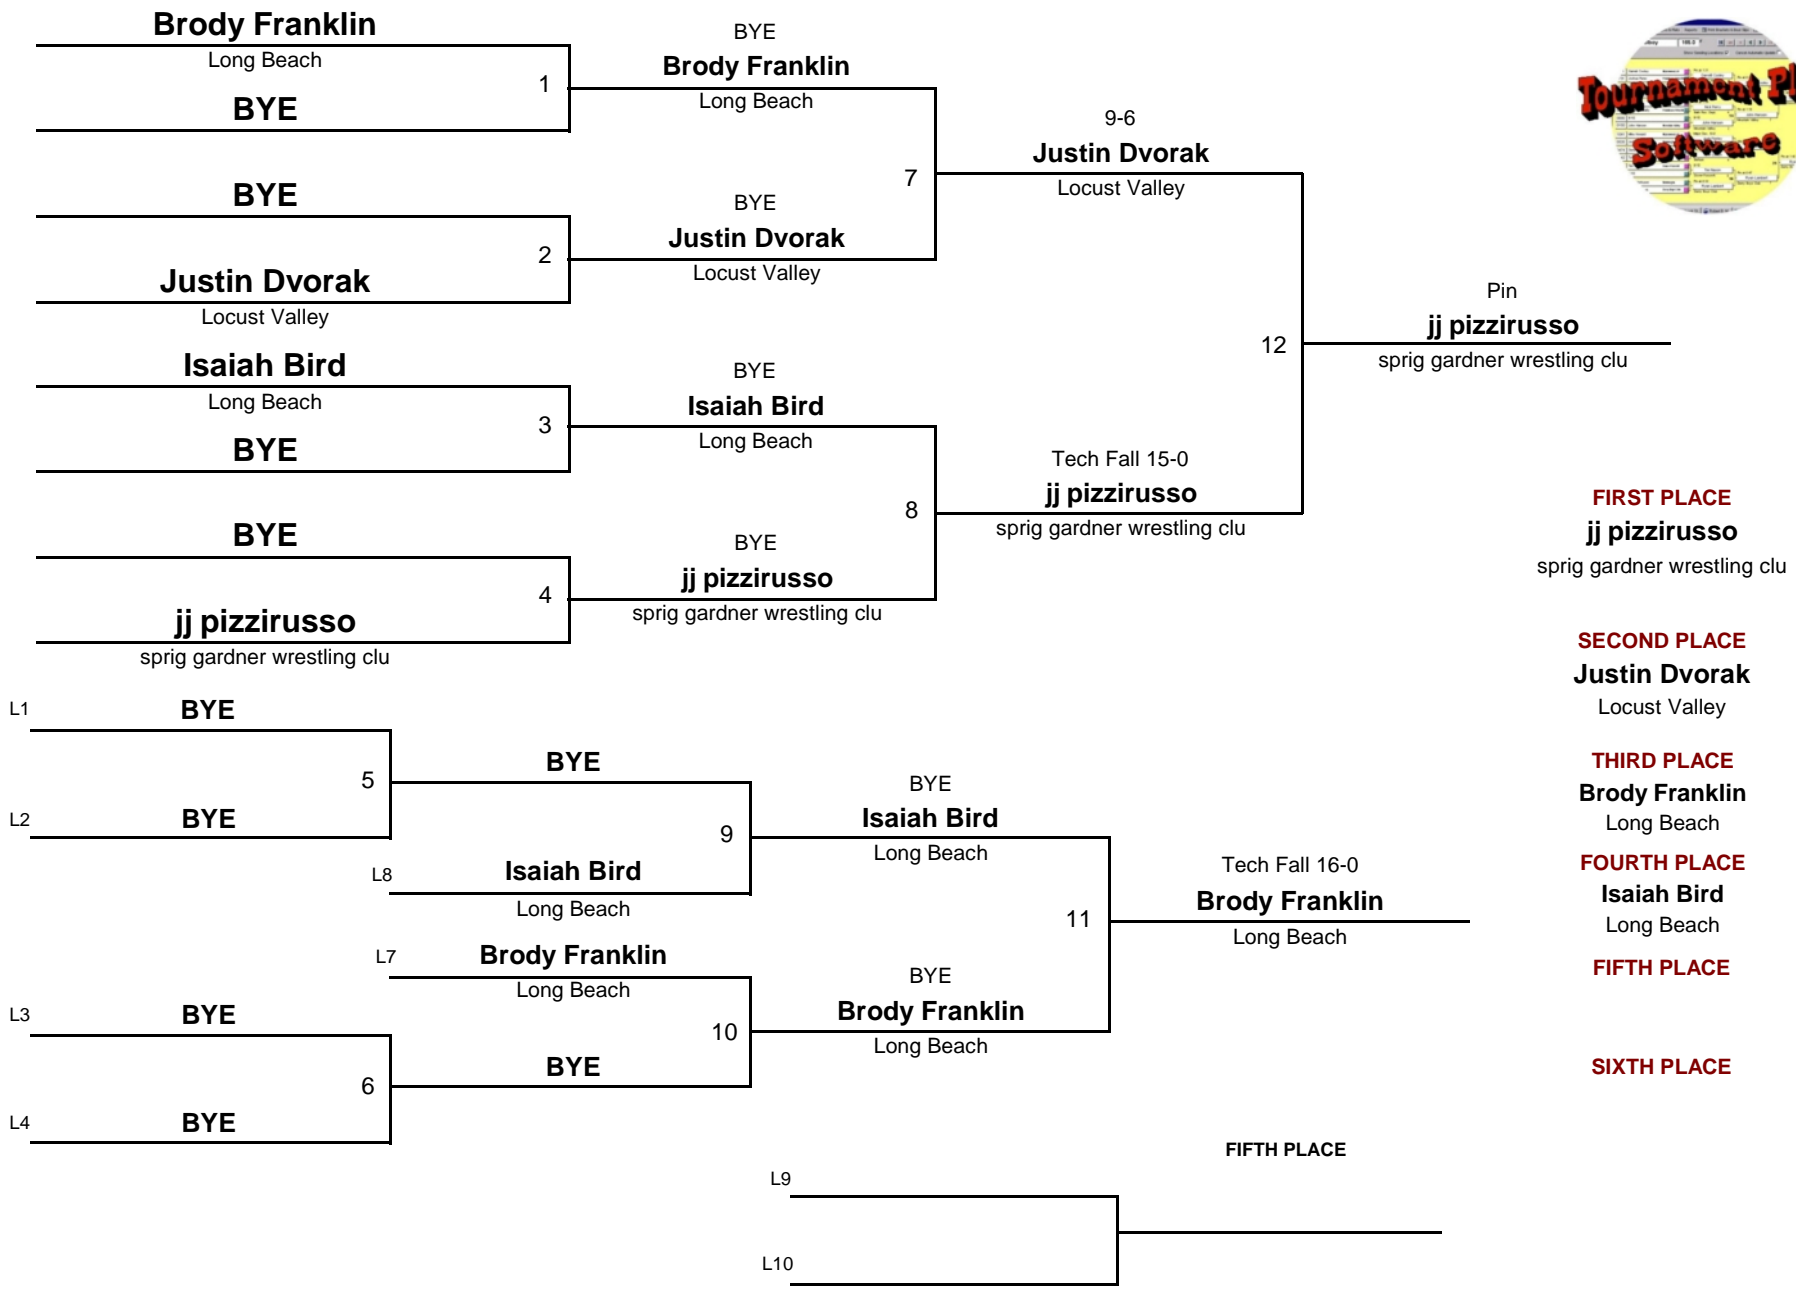 Brody Franklin
Long Beach
1
BYE
BYE
2
Justin Dvorak
Locust Valley
Isaiah Bird
Long Beach
3
BYE
BYE
4
jj pizzirusso
sprig gardner wrestling clu
BYE
Brody Franklin
Long Beach
7
BYE
Justin Dvorak
Locust Valley
BYE
Isaiah Bird
Long Beach
8
BYE
jj pizzirusso
sprig gardner wrestling clu
9-6
Justin Dvorak
Locust Valley
12
Tech Fall 15-0
jj pizzirusso
sprig gardner wrestling clu
Pin
jj pizzirusso
sprig gardner wrestling clu
Tournament Pl
Software
FIRST PLACE
jj pizzirusso
sprig gardner wrestling clu
SECOND PLACE
Justin Dvorak
Locust Valley
THIRD PLACE
Brody Franklin
Long Beach
FOURTH PLACE
Isaiah Bird
Long Beach
FIFTH PLACE
SIXTH PLACE
L1 BYE
5
L2 BYE
BYE
9
L8 Isaiah Bird
Long Beach
L7 Brody Franklin
Long Beach
10
L3 BYE
6
L4 BYE
BYE
BYE
Isaiah Bird
Long Beach
11
BYE
Brody Franklin
Long Beach
Tech Fall 16-0
Brody Franklin
Long Beach
FIFTH PLACE
L9
L10